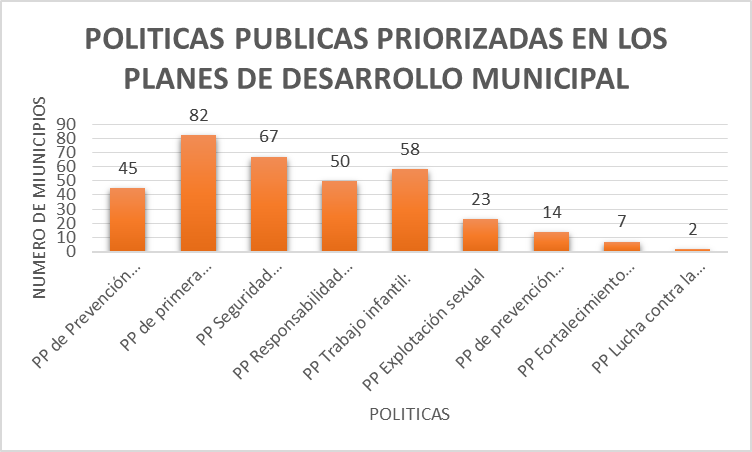 POLITICAS PUBLICAS PRIORIZADAS EN LOS
PLANES DE DESARROLLO MUNICIPAL
NUMERO DE MIUNICIPIOS
90
80
70
60
50
40
30
20
10
0
45
82
67
50
58
23
14
7
2
PP de Prevención...
PP de primera...
PP Seguridad...
PP Responsabilidad...
PP Trabajo infantil:
PP Explotación sexual
PP de prevención...
PP Fortalecimiento...
PP Lucha contra la...
POLITICAS